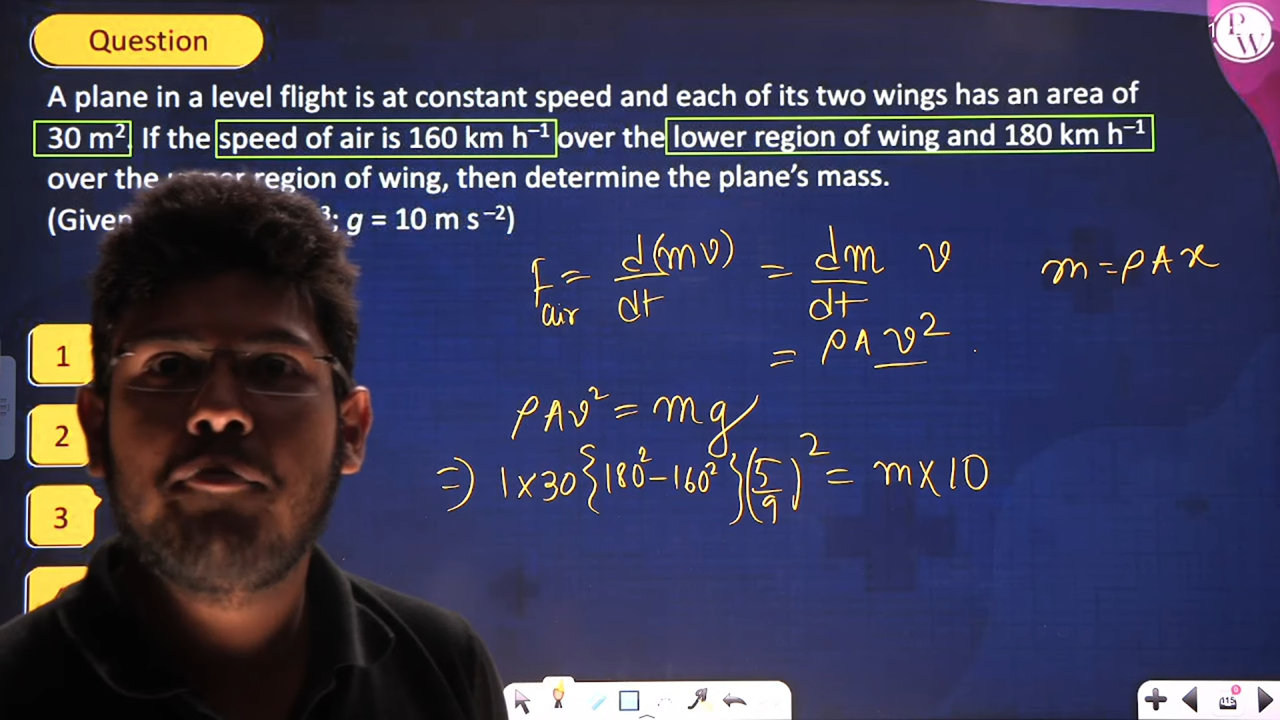 Question
A plane in a level flight is at constant speed and each of its two wings has an area of
30 m². If the speed of air is 160 km h⁻¹ over the lower region of wing and 180 km h⁻¹
over the region of wing, then determine the plane's mass.
(Given ³; g = 10 m s⁻²)
F_air = d(mv)/dt = dm/dt v
m = ρAx
= ρAv²
ρAv² = mg
⇒ 1×30{180²−160²}(5/9)² = m×10
1
2
3
PW
115